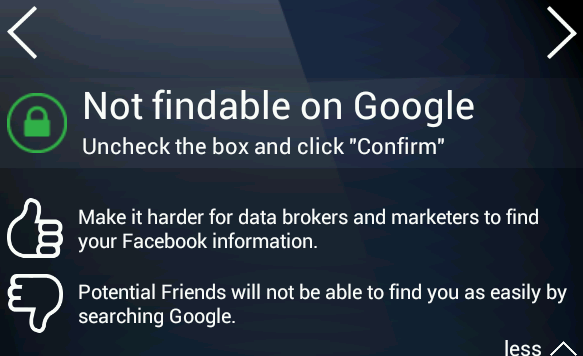 Not findable on Google
Uncheck the box and click "Confirm"
Make it harder for data brokers and marketers to find
your Facebook information.
Potential Friends will not be able to find you as easily by
searching Google.
less